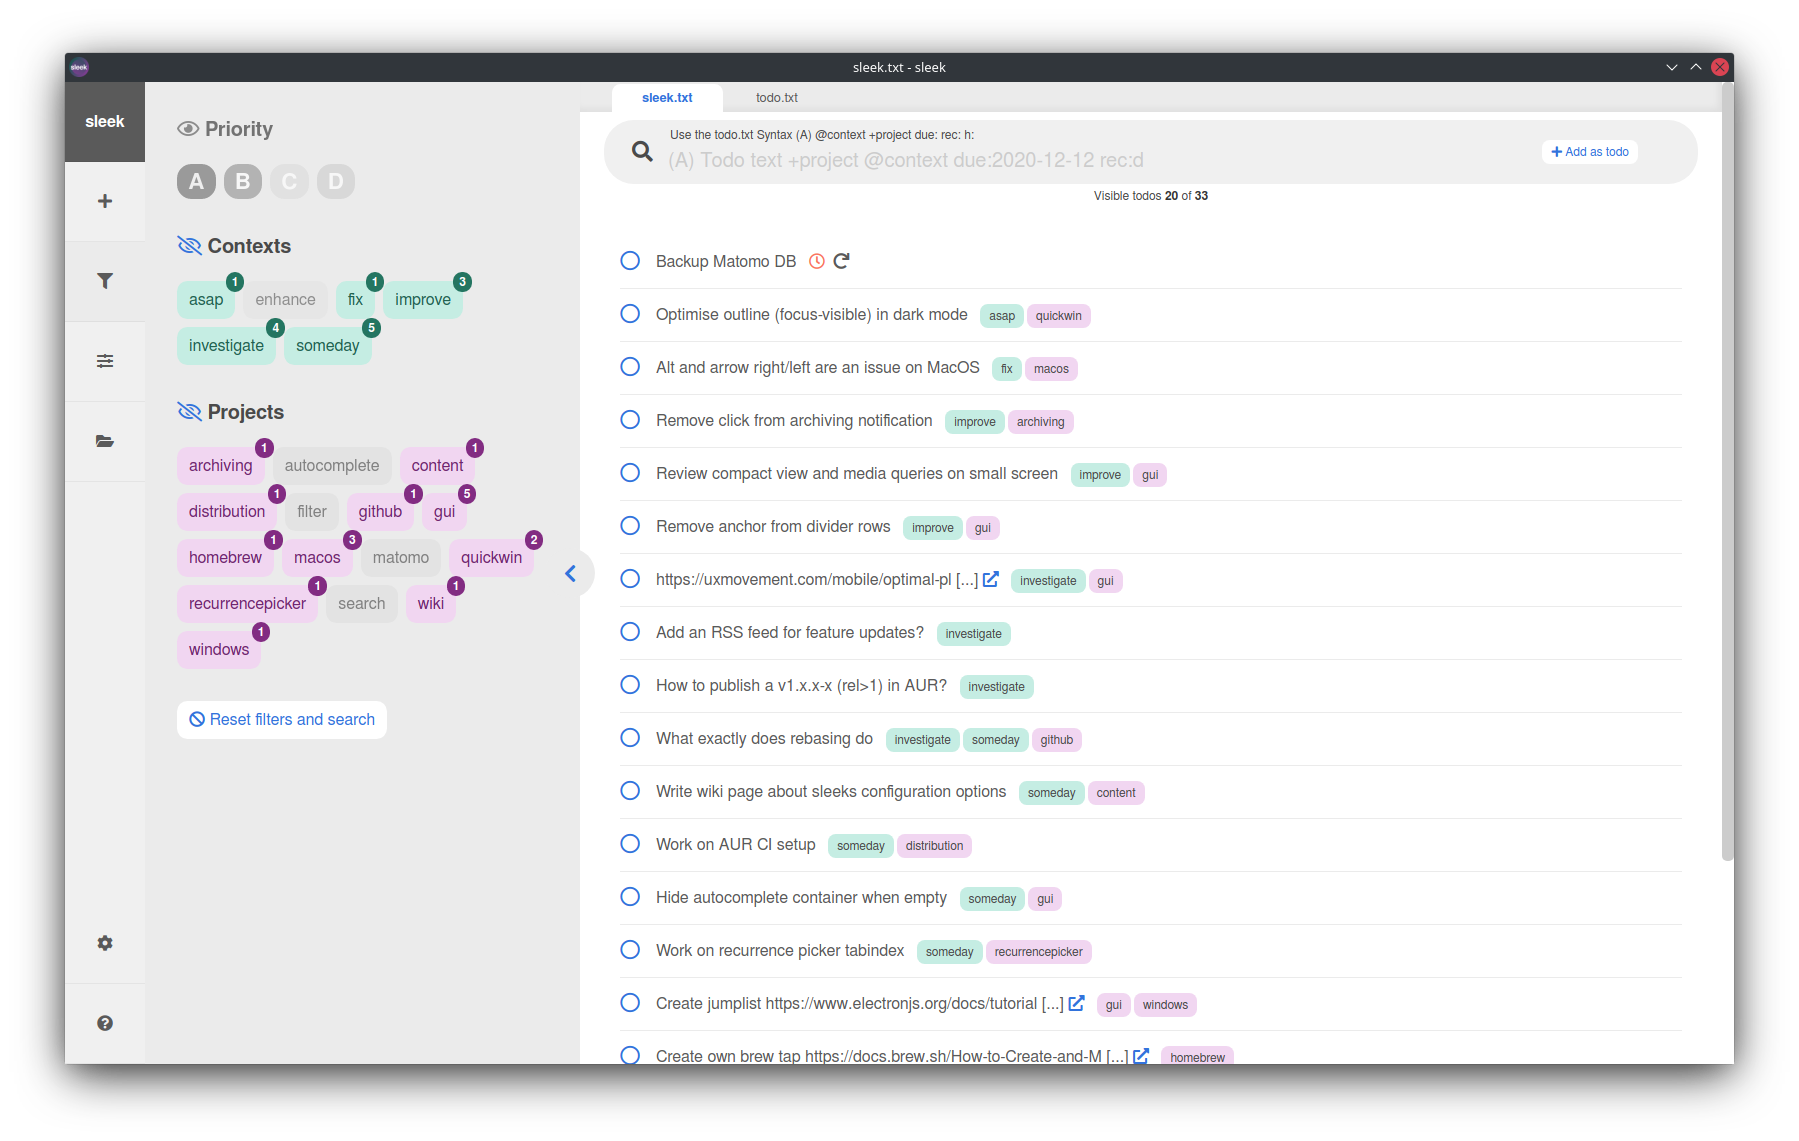 sleek
sleek.txt - sleek
sleek
Priority
A B C D
Contexts
asap 1 enhance fix 1 improve 3
investigate 4 someday 5
Projects
archiving 1 autocomplete content 1
distribution 1 filter github 1 gui 5
homebrew 1 macos 3 matomo quickwin 2
recurrencepicker 1 search wiki 1
windows 1
Reset filters and search
sleek.txt todo.txt
Use the todo.txt Syntax (A) @context +project due: rec: h:
(A) Todo text +project @context due:2020-12-12 rec:d
Add as todo
Visible todos 20 of 33
Backup Matomo DB
Optimise outline (focus-visible) in dark mode asap quickwin
Alt and arrow right/left are an issue on MacOS fix macos
Remove click from archiving notification improve archiving
Review compact view and media queries on small screen improve gui
Remove anchor from divider rows improve gui
https://uxmovement.com/mobile/optimal-pl [...] investigate gui
Add an RSS feed for feature updates? investigate
How to publish a v1.x.x-x (rel>1) in AUR? investigate
What exactly does rebasing do investigate someday github
Write wiki page about sleeks configuration options someday content
Work on AUR CI setup someday distribution
Hide autocomplete container when empty someday gui
Work on recurrence picker tabindex someday recurrencepicker
Create jumplist https://www.electronjs.org/docs/tutorial [...] gui windows
Create own brew tap https://docs.brew.sh/How-to-Create-and-M [...] homebrew